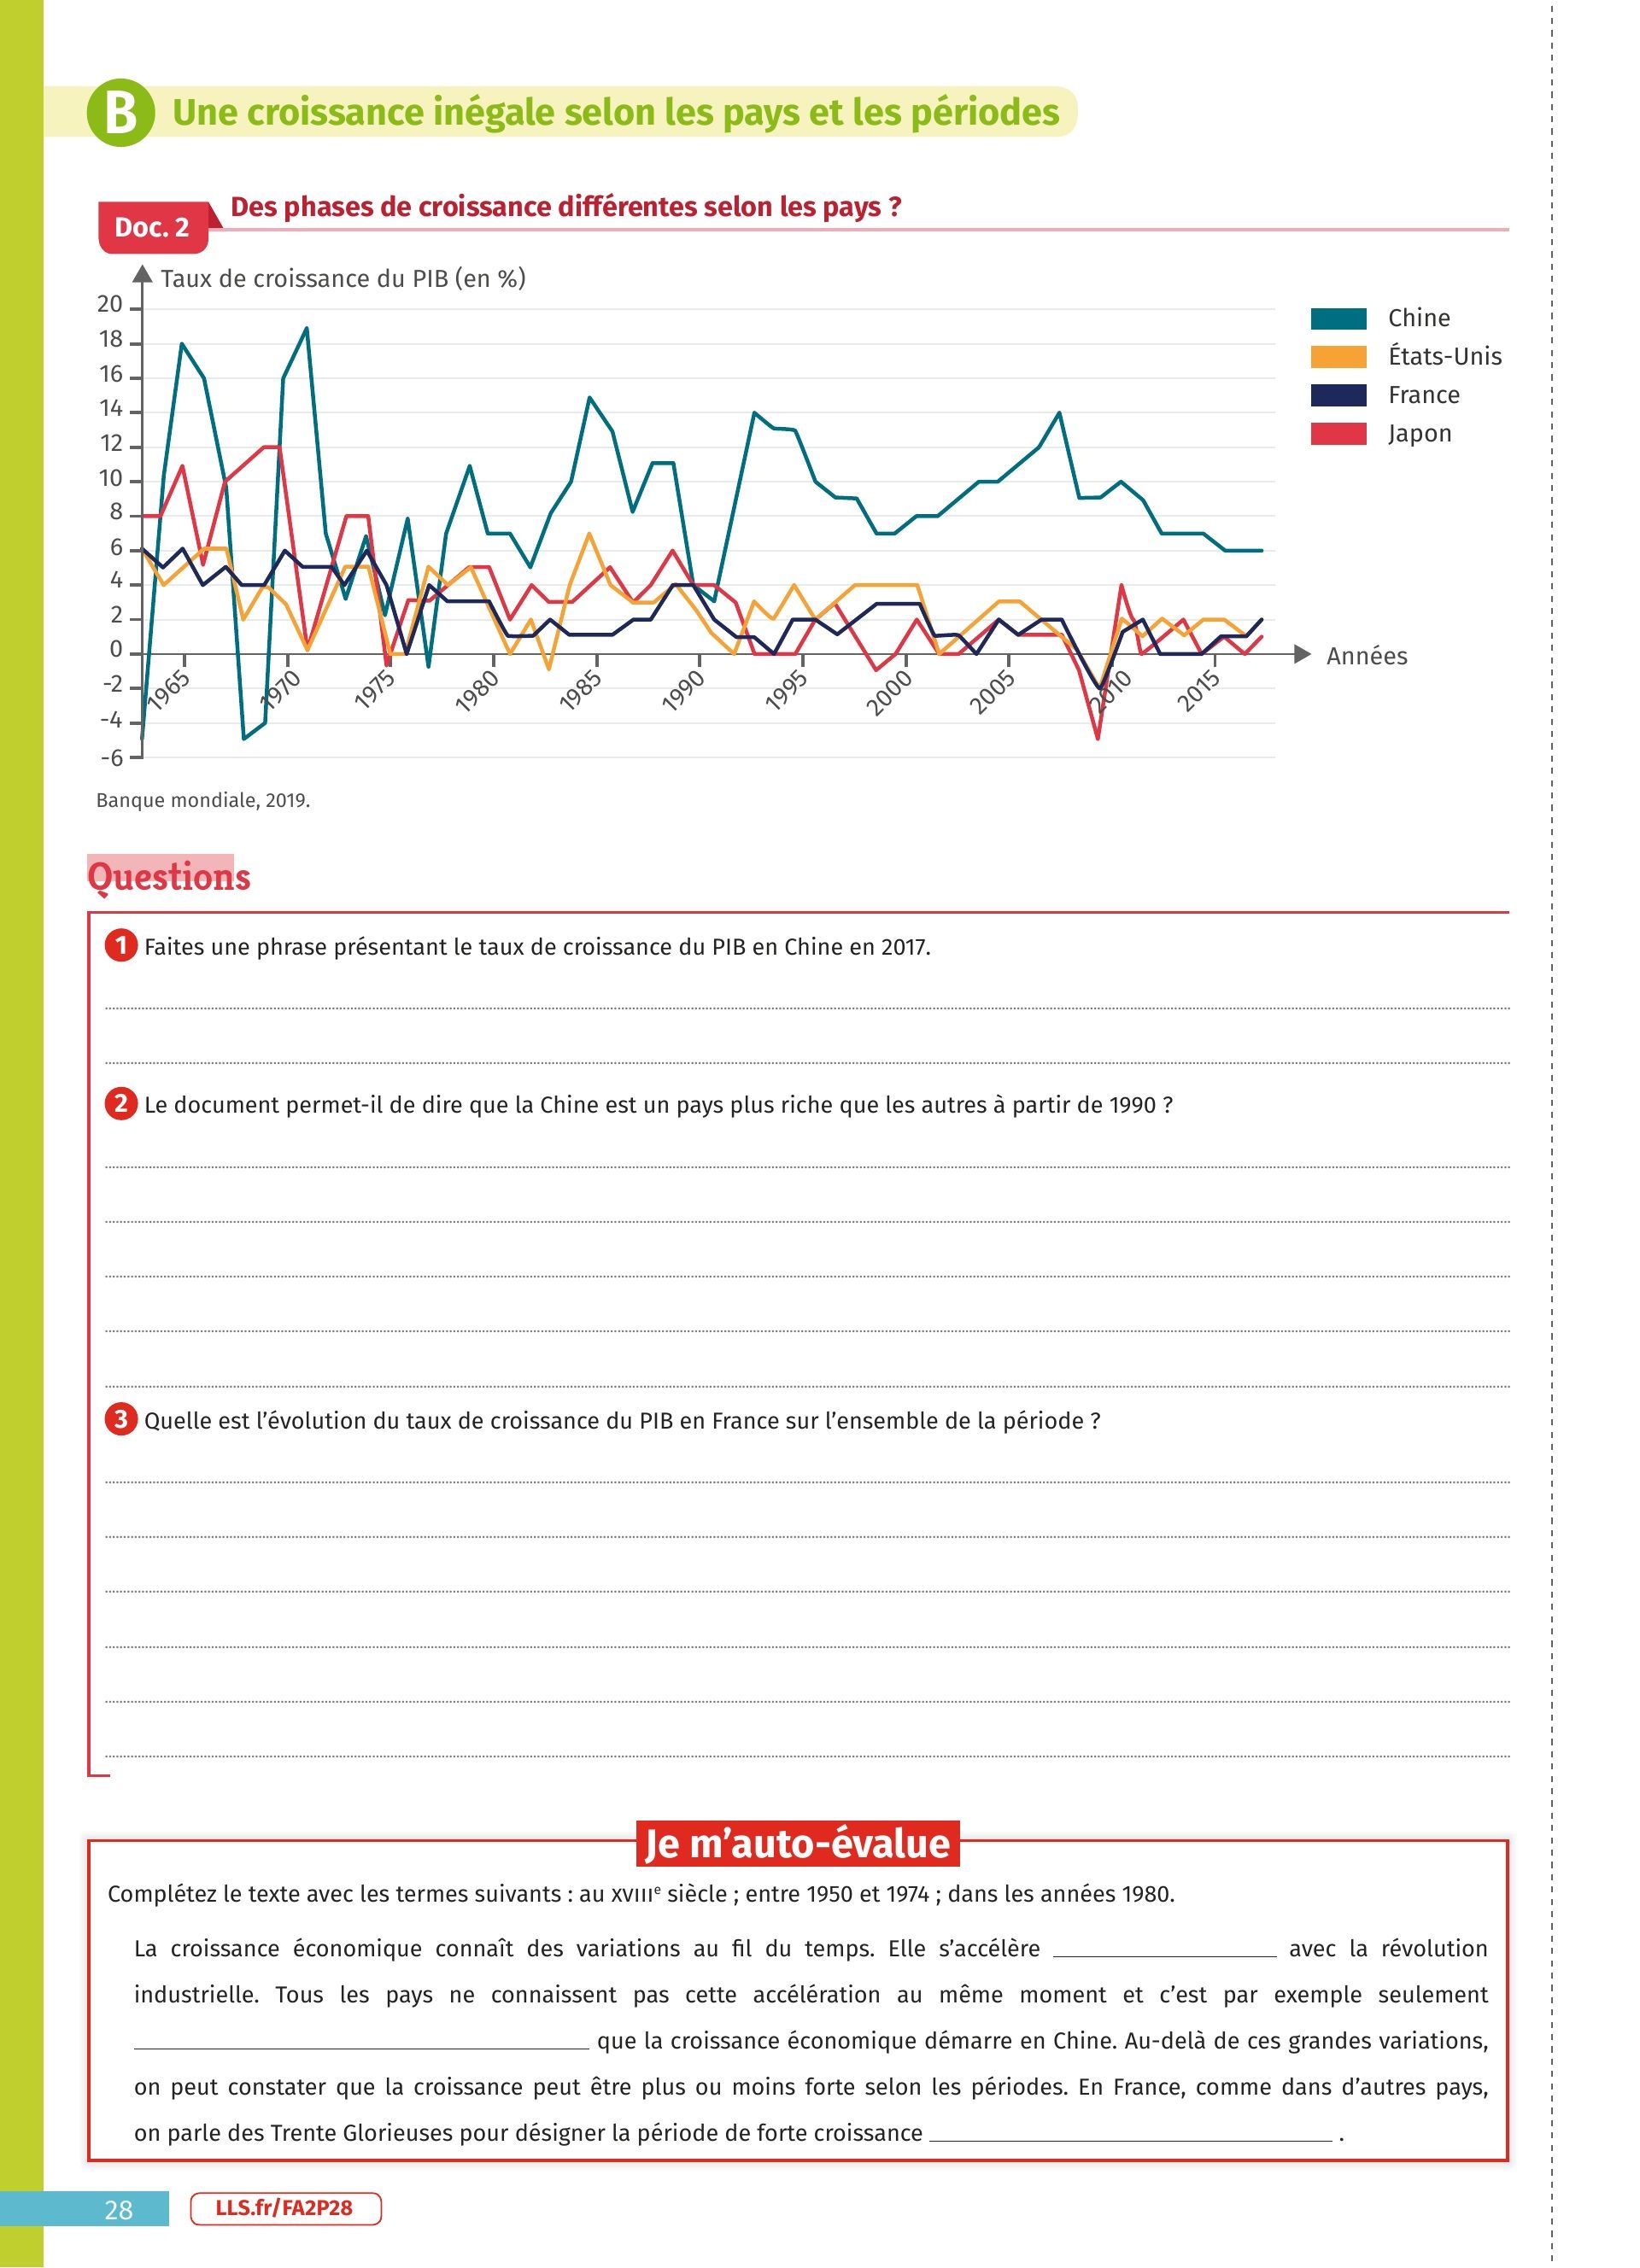 B Une croissance inégale selon les pays et les périodes
Doc. 2 Des phases de croissance différentes selon les pays ?
Taux de croissance du PIB (en %)
20
18
16
14
12
10
8
6
4
2
0
-2
-4
-6
1965 1970 1975 1980 1985 1990 1995 2000 2005 2010 2015
Années
Chine
États-Unis
France
Japon
Banque mondiale, 2019.
Questions
1 Faites une phrase présentant le taux de croissance du PIB en Chine en 2017.
2 Le document permet-il de dire que la Chine est un pays plus riche que les autres à partir de 1990 ?
3 Quelle est l’évolution du taux de croissance du PIB en France sur l’ensemble de la période ?
Je m’auto-évalue
Complétez le texte avec les termes suivants : au XVIIIe siècle ; entre 1950 et 1974 ; dans les années 1980.
La croissance économique connaît des variations au fil du temps. Elle s’accélère ____ avec la révolution
industrielle. Tous les pays ne connaissent pas cette accélération au même moment et c’est par exemple seulement
____ que la croissance économique démarre en Chine. Au-delà de ces grandes variations,
on peut constater que la croissance peut être plus ou moins forte selon les périodes. En France, comme dans d’autres pays,
on parle des Trente Glorieuses pour désigner la période de forte croissance ____ .
28 LLS.fr/FA2P28